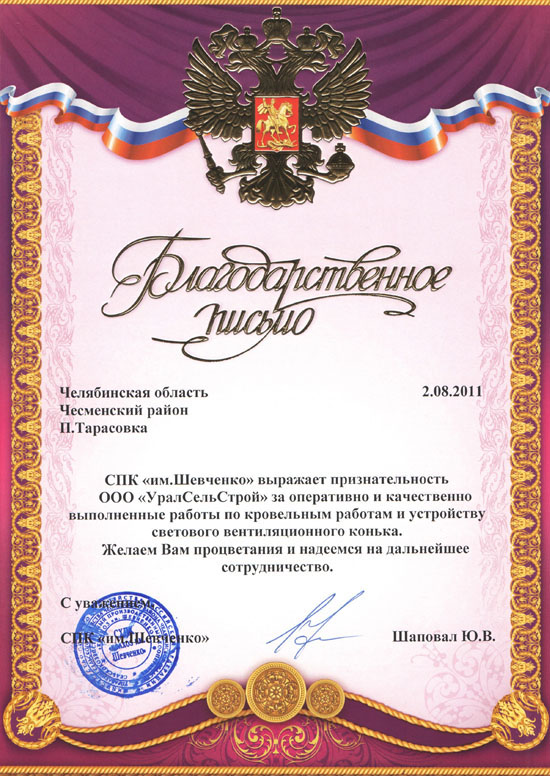 Благодарственное
письмо
Челябинская область 2.08.2011
Чесменский район
П.Тарасовка
СПК «им.Шевченко» выражает признательность
ООО «УралСельСтрой» за оперативно и качественно
выполненные работы по кровельным работам и устройству
светового вентиляционного конька.
Желаем Вам процветания и надеемся на дальнейшее
сотрудничество.
С уважением,
СПК «им.Шевченко» Шаповал Ю.В.
СПК
Шевченко